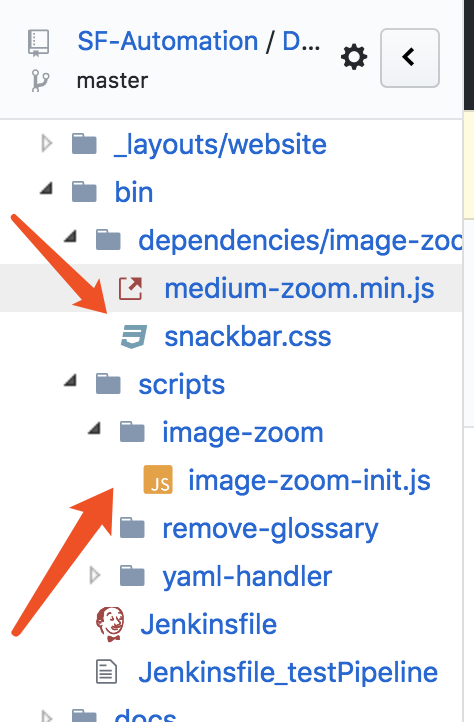 SF-Automation / D...
master
_layouts/website
bin
dependencies/image-zoo
medium-zoom.min.js
snackbar.css
scripts
image-zoom
JS image-zoom-init.js
remove-glossary
yaml-handler
Jenkinsfile
Jenkinsfile_testPipeline
docs